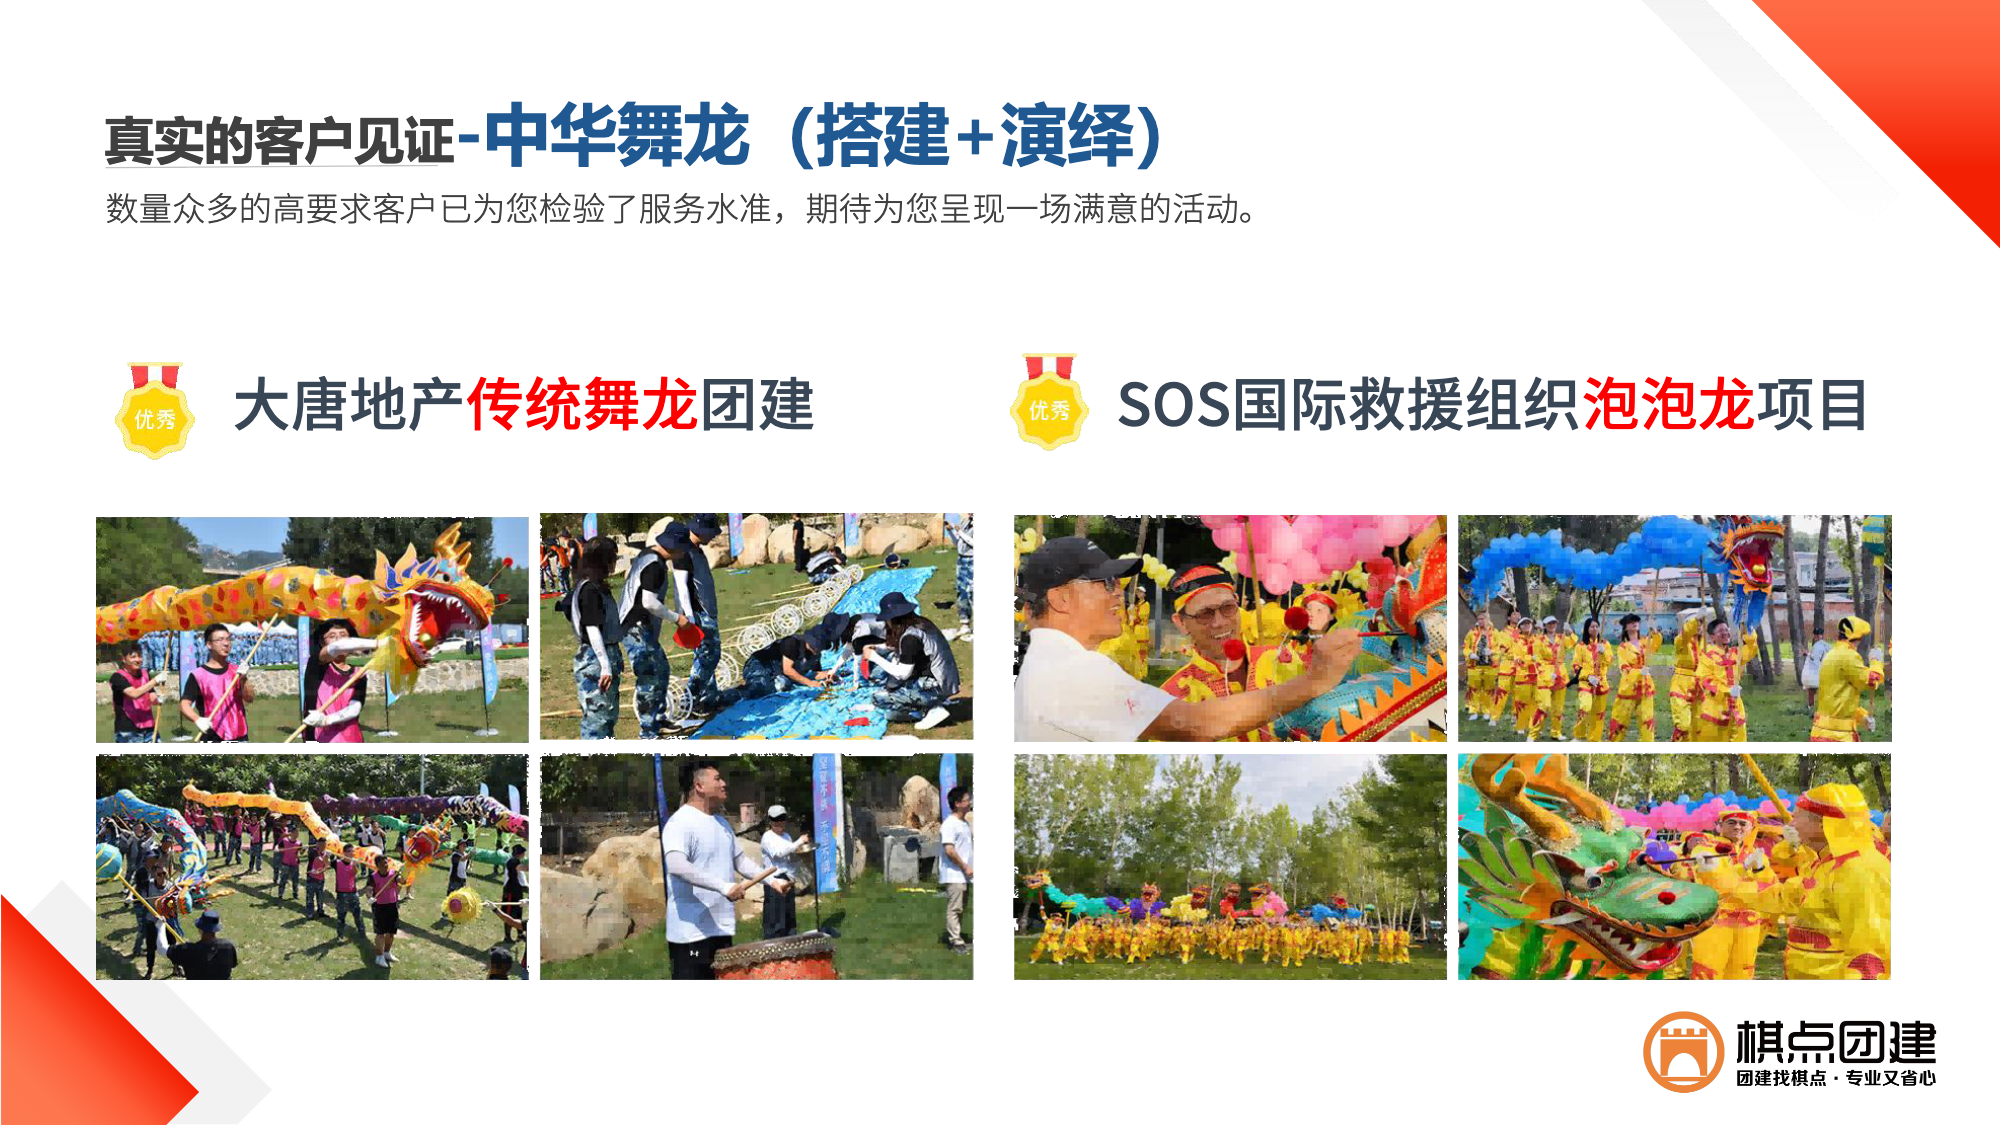 真实的客户见证-中华舞龙（搭建+演绎）
数量众多的高要求客户已为您检验了服务水准，期待为您呈现一场满意的活动。
优秀
大唐地产传统舞龙团建
优秀
SOS国际救援组织泡泡龙项目
棋点团建
团建找棋点·专业又省心